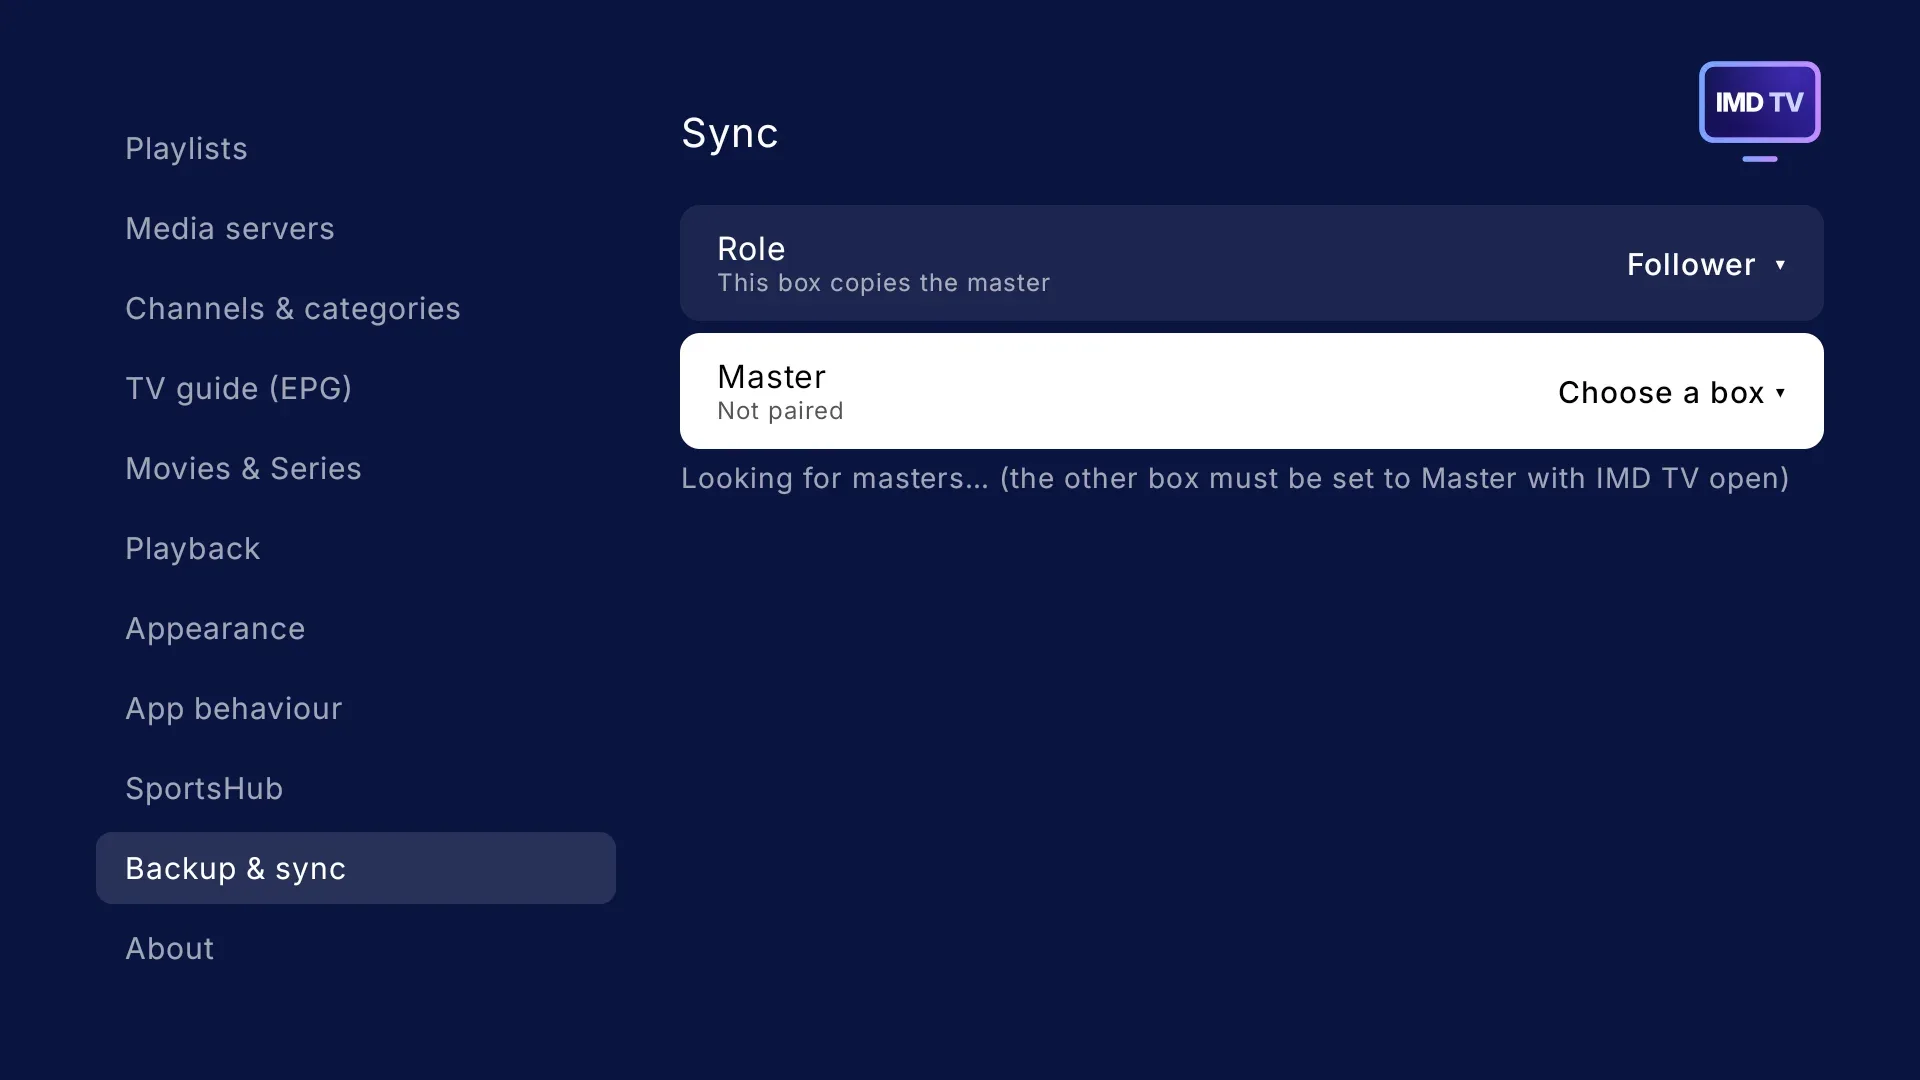 IMD TV
Playlists
Media servers
Channels & categories
TV guide (EPG)
Movies & Series
Playback
Appearance
App behaviour
SportsHub
Backup & sync
About
Sync
Role
This box copies the master
Follower ▾
Master
Not paired
Choose a box ▾
Looking for masters... (the other box must be set to Master with IMD TV open)